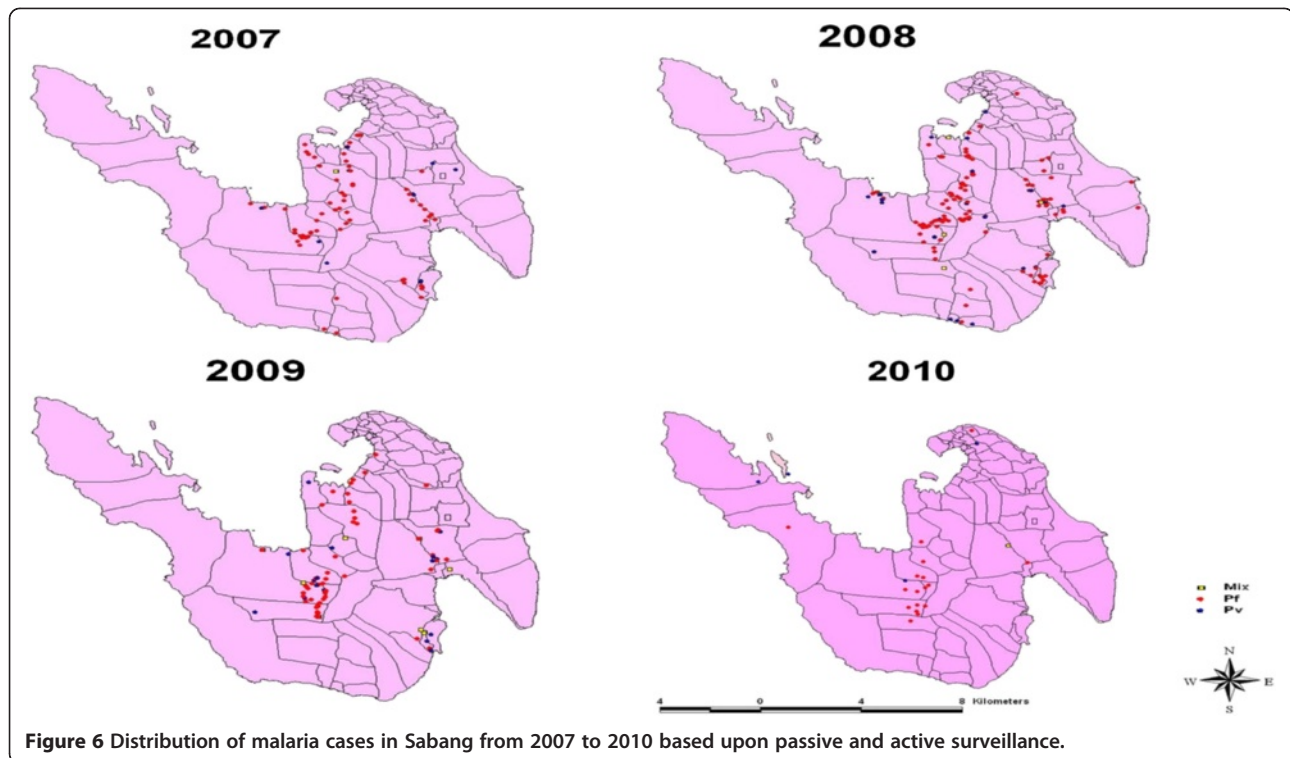 2007
2008
2009
2010
Mix
Pf
Pv
N
W E
S
4 0 4 8 Kilometers
Figure 6 Distribution of malaria cases in Sabang from 2007 to 2010 based upon passive and active surveillance.